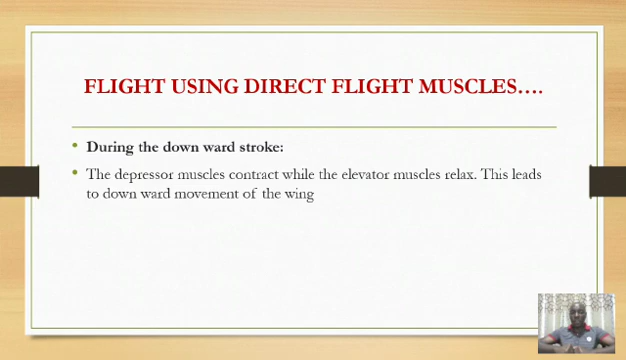 FLIGHT USING DIRECT FLIGHT MUSCLES….
• During the down ward stroke:
• The depressor muscles contract while the elevator muscles relax. This leads
to down ward movement of the wing